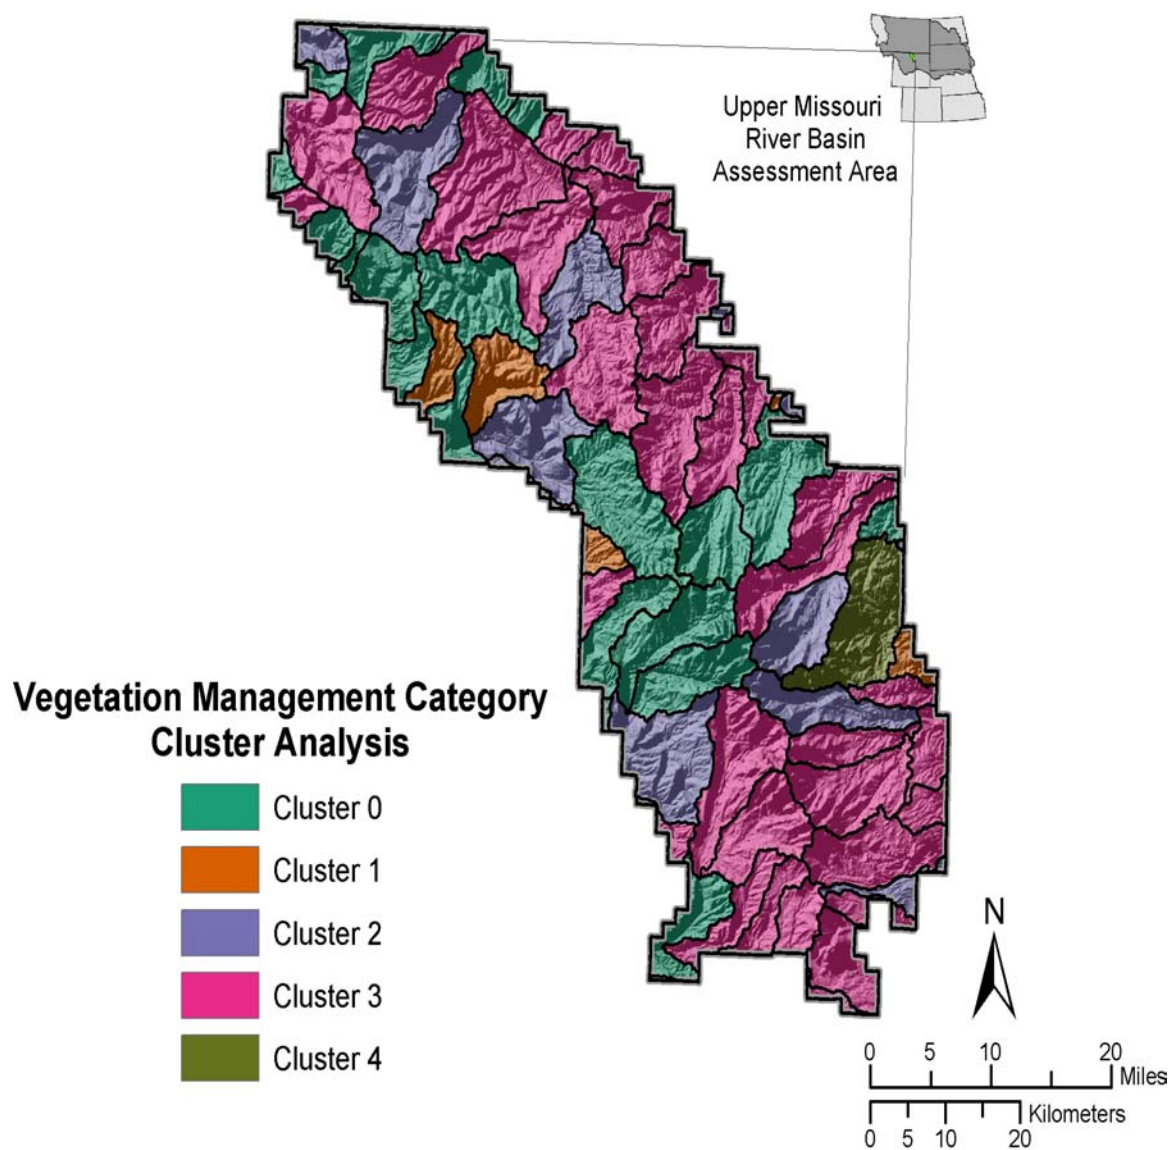 Upper Missouri
River Basin
Assessment Area
Vegetation Management Category
Cluster Analysis
Cluster 0
Cluster 1
Cluster 2
Cluster 3
Cluster 4
N
0 5 10 20
Miles
Kilometers
0 5 10 20